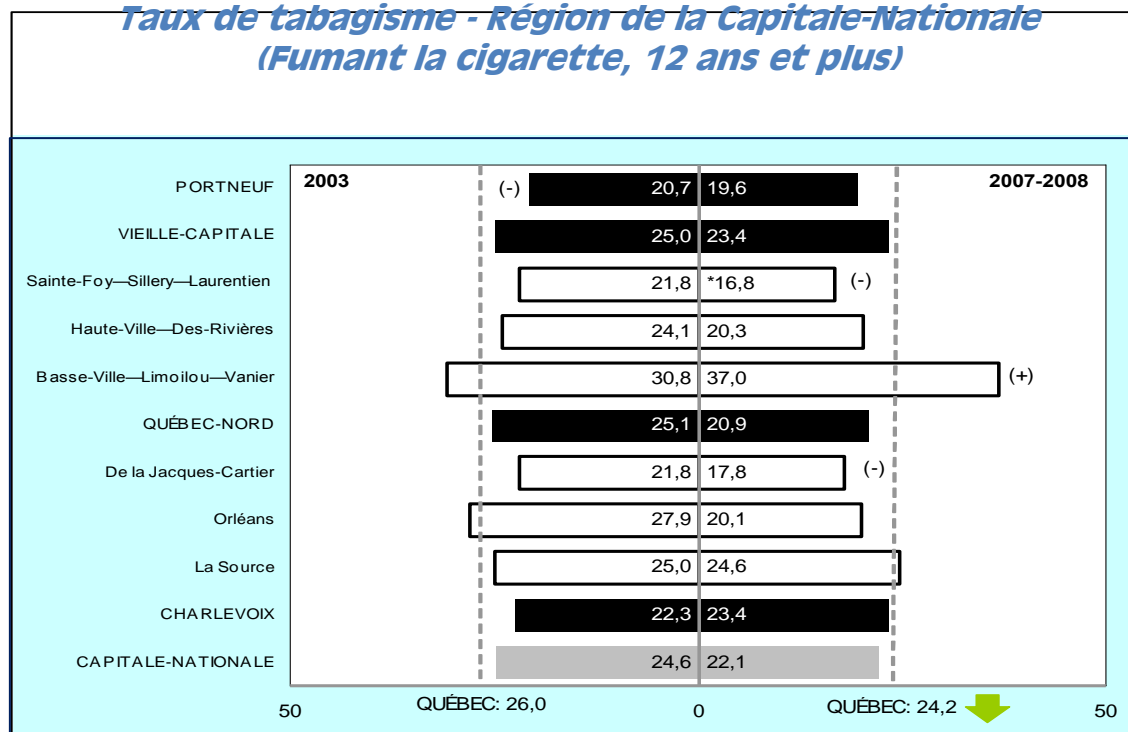 Taux de tabagisme - Région de la Capitale-Nationale
(Fumant la cigarette, 12 ans et plus)
2003 2007-2008
PORTNEUF (-) 20,7 19,6
VIEILLE-CAPITALE 25,0 23,4
Sainte-Foy—Sillery—Laurentien 21,8 *16,8 (-)
Haute-Ville—Des-Rivières 24,1 20,3
Basse-Ville—Limoilou—Vanier 30,8 37,0 (+)
QUÉBEC-NORD 25,1 20,9
De la Jacques-Cartier 21,8 17,8 (-)
Orléans 27,9 20,1
La Source 25,0 24,6
CHARLEVOIX 22,3 23,4
CAPITALE-NATIONALE 24,6 22,1
QUÉBEC: 26,0 QUÉBEC: 24,2
50 0 50